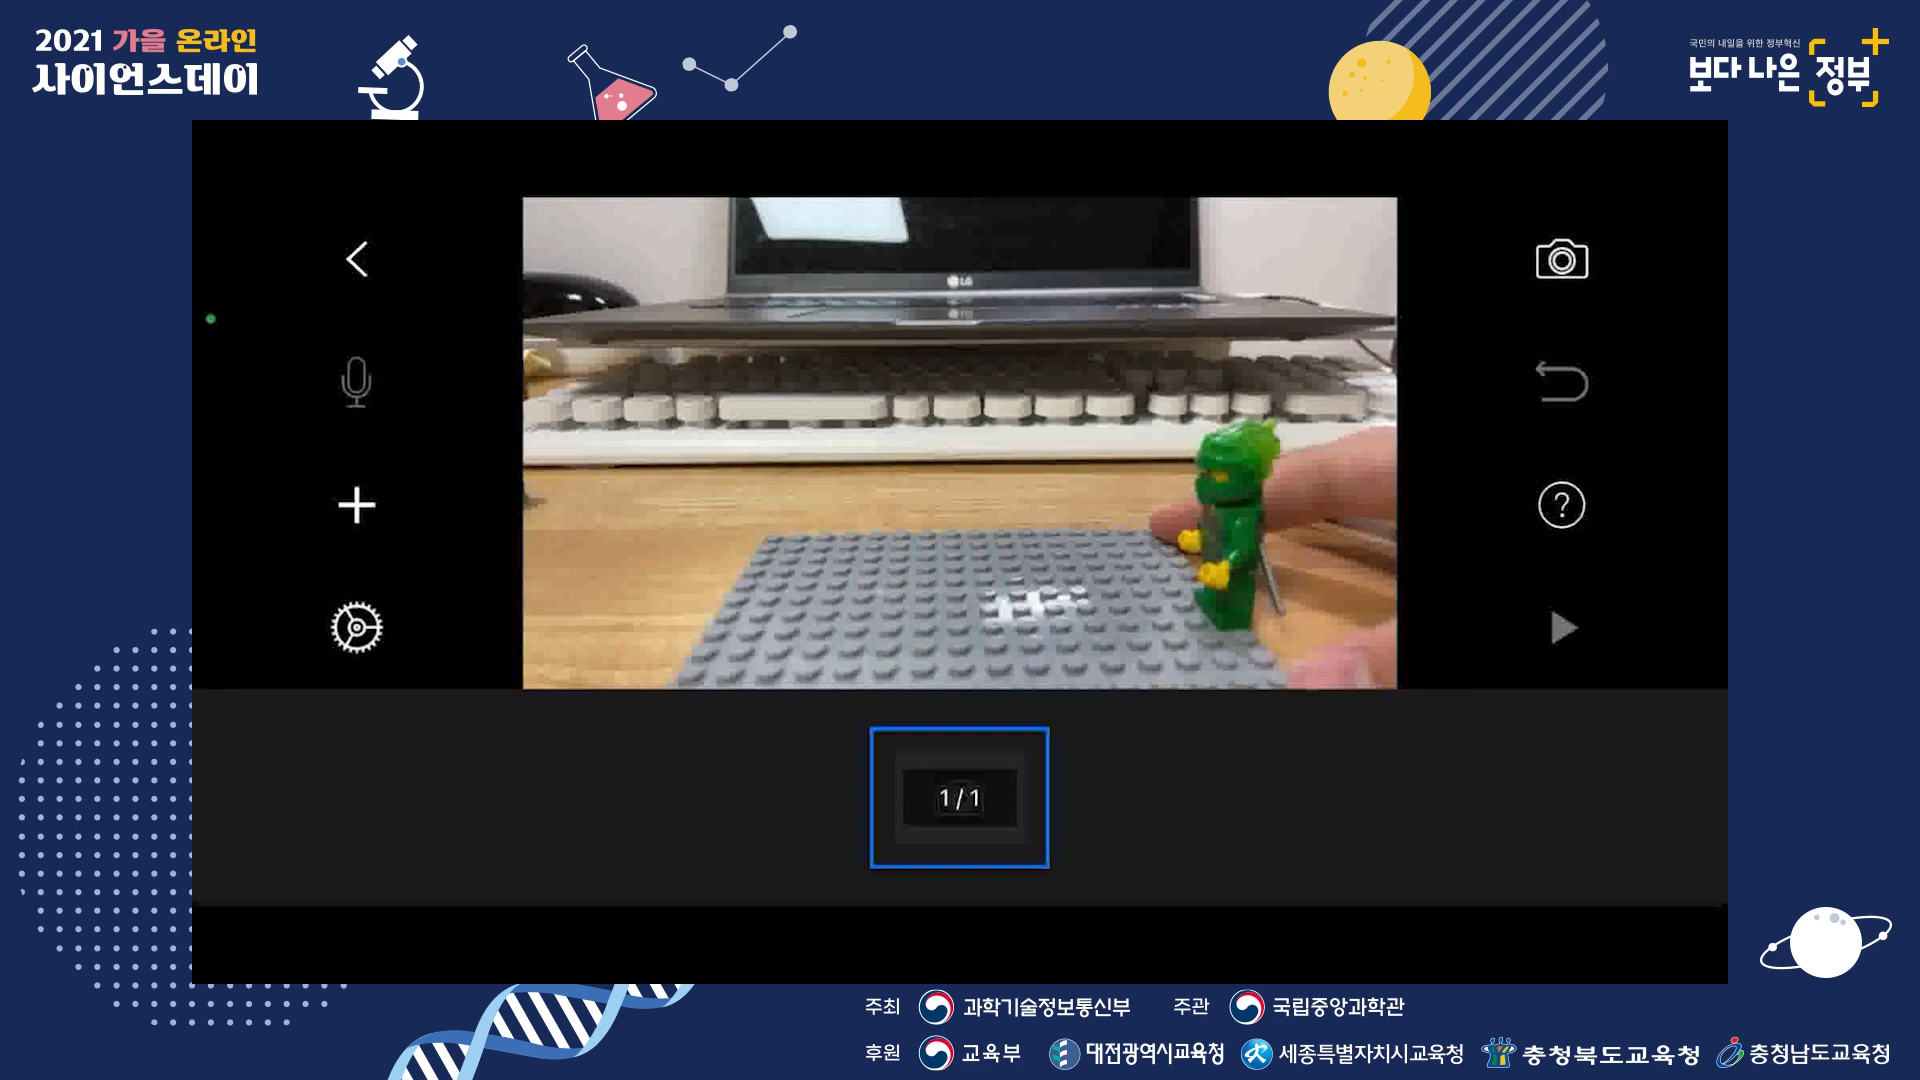 2021 가을 온라인
사이언스데이
국민의 내일을 위한 정부혁신
보다 나은 정부
LG
?
1/1
주최 과학기술정보통신부 주관 국립중앙과학관
후원 교육부 대전광역시교육청 세종특별자치시교육청 충청북도교육청 충청남도교육청